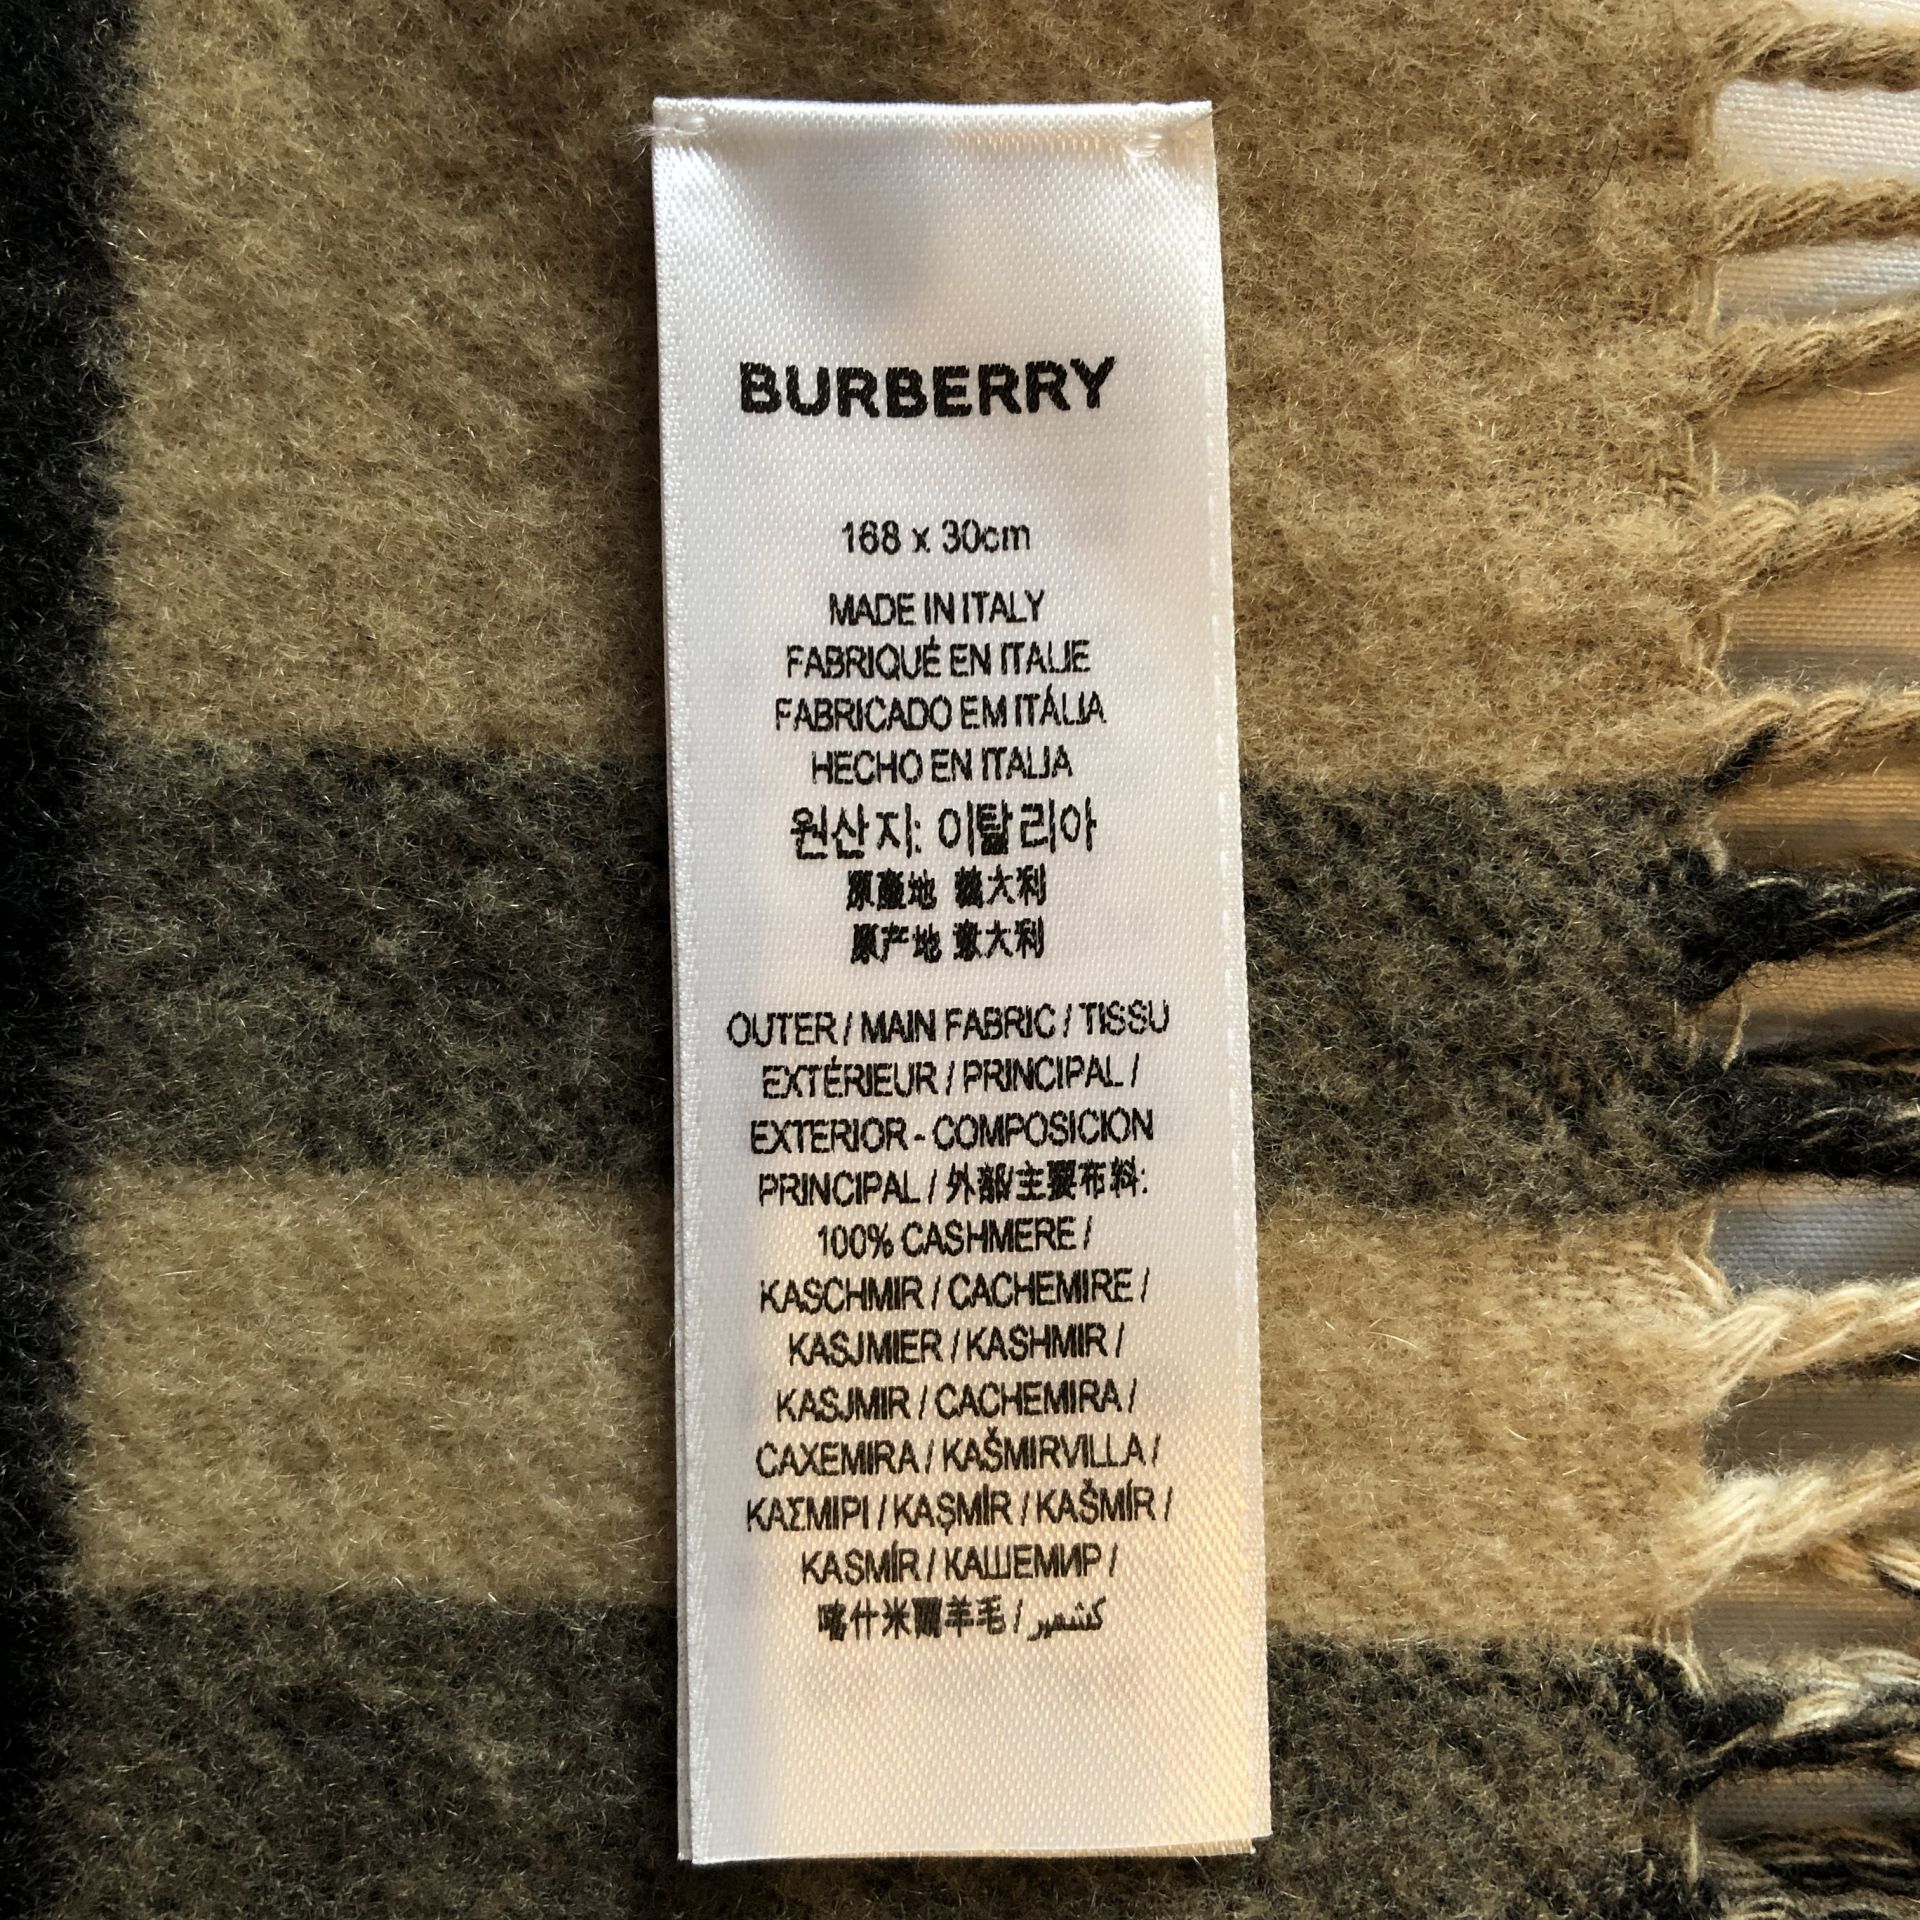 BURBERRY
168 x 30cm
MADE IN ITALY
FABRIQUÉ EN ITALIE
FABRICADO EM ITÁLIA
HECHO EN ITALIA
원산지: 이탈리아
原產地 義大利
原产地 意大利
OUTER / MAIN FABRIC / TISSU
EXTÉRIEUR / PRINCIPAL /
EXTERIOR - COMPOSICION
PRINCIPAL / 外部/主要布料:
100% CASHMERE /
KASCHMIR / CACHEMIRE /
KASJMIER / KASHMIR /
KASJMIR / CACHEMIRA /
CAXEMIRA / KAŠMIRVILLA /
ΚΑΣΜΙΡΙ / KAŞMİR / KAŠMÍR /
KASMÍR / КАШЕМИР /
喀什米爾羊毛 / كشمير